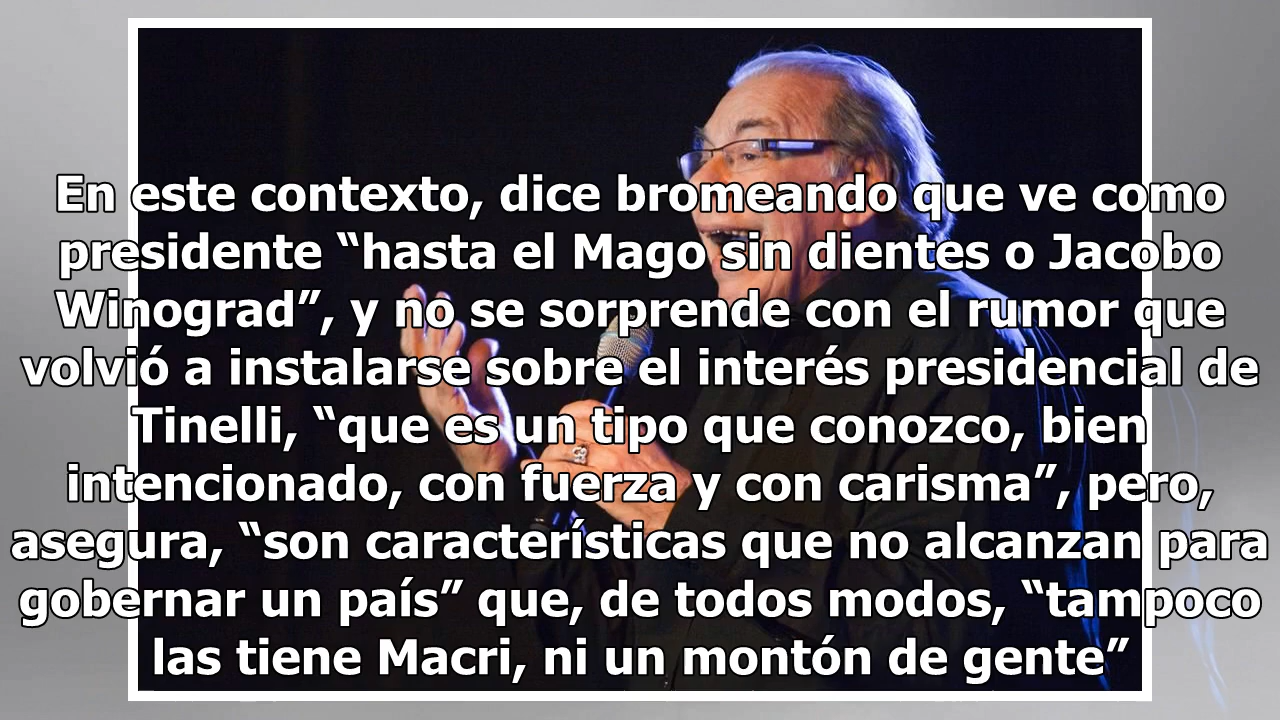 En este contexto, dice bromeando que ve como
presidente “hasta el Mago sin dientes o Jacobo
Winograd”, y no se sorprende con el rumor que
volvió a instalarse sobre el interés presidencial de
Tinelli, “que es un tipo que conozco, bien
intencionado, con fuerza y con carisma”, pero,
asegura, “son características que no alcanzan para
gobernar un país” que, de todos modos, “tampoco
las tiene Macri, ni un montón de gente”